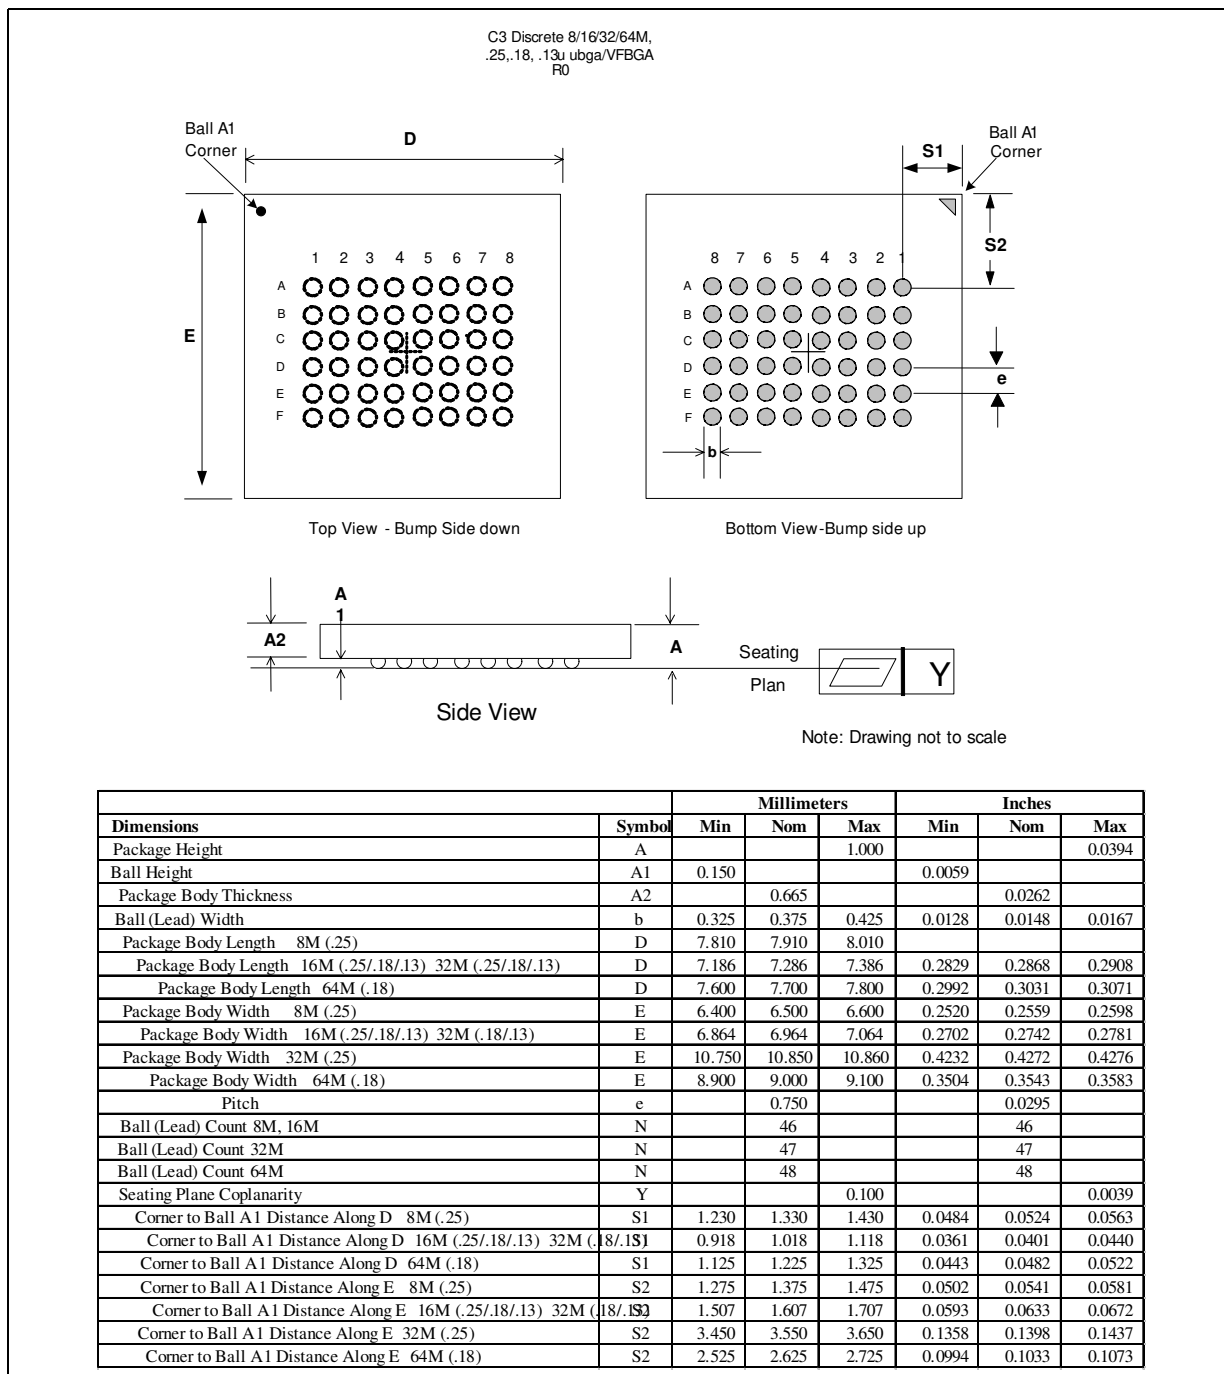 C3 Discrete 8/16/32/64M,
.25,.18, .13u ubga/VFBGA
R0
Ball A1
Corner
D
E
1 2 3 4 5 6 7 8
A
B
C
D
E
F
Top View - Bump Side down
Ball A1
Corner
S1
S2
8 7 6 5 4 3 2 1
A
B
C
D
E
F
e
b
Bottom View-Bump side up
A
1
A2
A
Seating
Plan
Y
Side View
Note: Drawing not to scale
Millimeters Inches
Dimensions Symbol Min Nom Max Min Nom Max
Package Height A 1.000 0.0394
Ball Height A1 0.150 0.0059
Package Body Thickness A2 0.665 0.0262
Ball (Lead) Width b 0.325 0.375 0.425 0.0128 0.0148 0.0167
Package Body Length 8M (.25) D 7.810 7.910 8.010
Package Body Length 16M (.25/.18/.13) 32M (.25/.18/.13) D 7.186 7.286 7.386 0.2829 0.2868 0.2908
Package Body Length 64M (.18) D 7.600 7.700 7.800 0.2992 0.3031 0.3071
Package Body Width 8M (.25) E 6.400 6.500 6.600 0.2520 0.2559 0.2598
Package Body Width 16M (.25/.18/.13) 32M (.18/.13) E 6.864 6.964 7.064 0.2702 0.2742 0.2781
Package Body Width 32M (.25) E 10.750 10.850 10.860 0.4232 0.4272 0.4276
Package Body Width 64M (.18) E 8.900 9.000 9.100 0.3504 0.3543 0.3583
Pitch e 0.750 0.0295
Ball (Lead) Count 8M, 16M N 46 46
Ball (Lead) Count 32M N 47 47
Ball (Lead) Count 64M N 48 48
Seating Plane Coplanarity Y 0.100 0.0039
Corner to Ball A1 Distance Along D 8M (.25) S1 1.230 1.330 1.430 0.0484 0.0524 0.0563
Corner to Ball A1 Distance Along D 16M (.25/.18/.13) 32M (.18/.13) S1 0.918 1.018 1.118 0.0361 0.0401 0.0440
Corner to Ball A1 Distance Along D 64M (.18) S1 1.125 1.225 1.325 0.0443 0.0482 0.0522
Corner to Ball A1 Distance Along E 8M (.25) S2 1.275 1.375 1.475 0.0502 0.0541 0.0581
Corner to Ball A1 Distance Along E 16M (.25/.18/.13) 32M (.18/.13) S2 1.507 1.607 1.707 0.0593 0.0633 0.0672
Corner to Ball A1 Distance Along E 32M (.25) S2 3.450 3.550 3.650 0.1358 0.1398 0.1437
Corner to Ball A1 Distance Along E 64M (.18) S2 2.525 2.625 2.725 0.0994 0.1033 0.1073